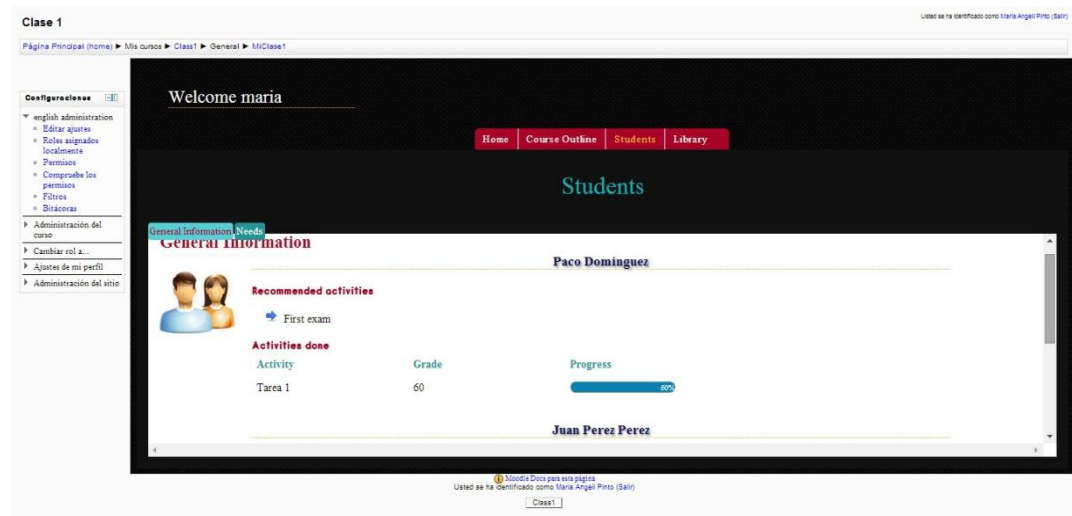 Clase 1
Usted se ha identificado como Maria Angeli Pinto (Salir)
Página Principal (home) ► Mis cursos ► Class1 ► General ► MiClase1
Configuraciones
english administration
Editar ajustes
Roles asignados
localmente
Permisos
Compruebe los
permisos
Filtros
Bitácoras
Administración del
curso
Cambiar rol a...
Ajustes de mi perfil
Administración del sitio
Welcome maria
Home Course Outline Students Library
Students
General Information Needs
General Information
Paco Dominguez
Recommended activities
First exam
Activities done
Activity Grade Progress
Tarea 1 60 60%
Juan Perez Perez
Moodle Docs para esta página
Usted se ha identificado como Maria Angeli Pinto (Salir)
Class1